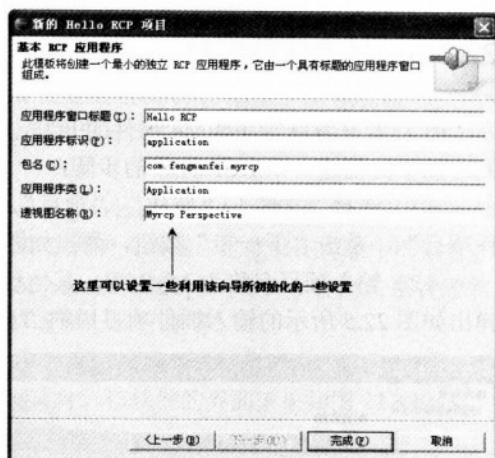 新的 Hello RCP 项目
基本 RCP 应用程序
此模板将创建一个最小的独立 RCP 应用程序，它由一个具有标题的应用程序窗口
组成。
应用程序窗口标题(T)： Hello RCP
应用程序标识(P)： application
包名(C)： com.fengmanfei.myrcp
应用程序类(L)： Application
透视图名称(R)： Myrcp Perspective
这里可以设置一些利用该向导所初始化的一些设置
<上一步(B) 下一步(N)> 完成(F) 取消